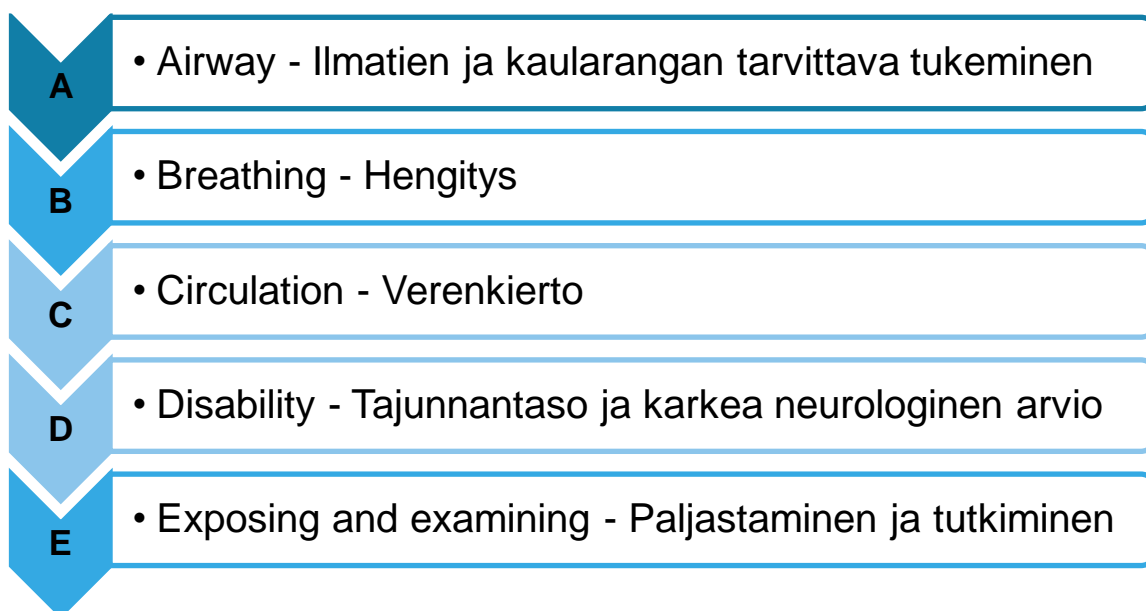 A
• Airway - Ilmatien ja kaularangan tarvittava tukeminen
B
• Breathing - Hengitys
C
• Circulation - Verenkierto
D
• Disability - Tajunnantaso ja karkea neurologinen arvio
E
• Exposing and examining - Paljastaminen ja tutkiminen